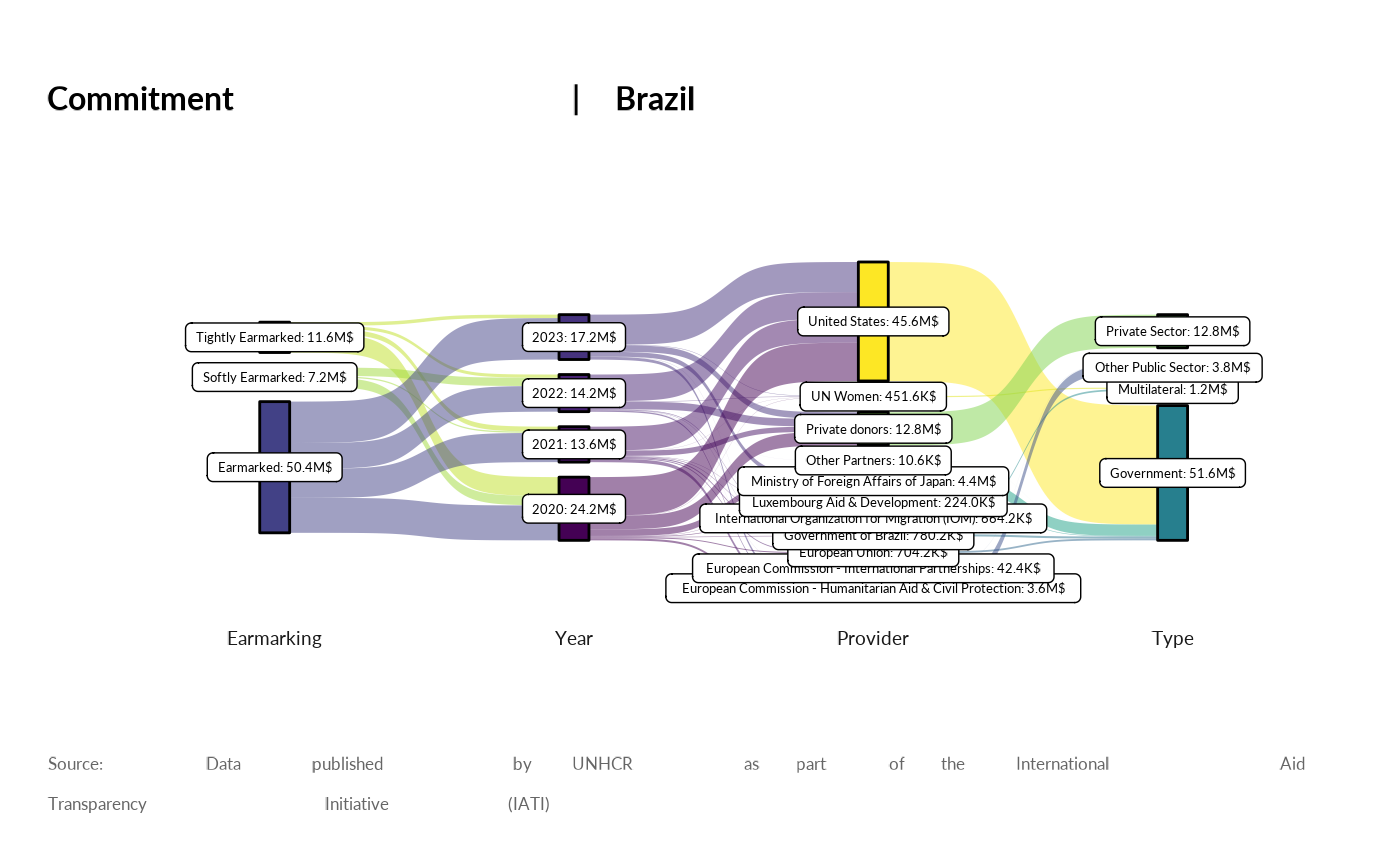 Commitment | Brazil
Tightly Earmarked: 11.6M$
Softly Earmarked: 7.2M$
Earmarked: 50.4M$
2023: 17.2M$
2022: 14.2M$
2021: 13.6M$
2020: 24.2M$
United States: 45.6M$
UN Women: 451.6K$
Private donors: 12.8M$
Other Partners: 10.6K$
Ministry of Foreign Affairs of Japan: 4.4M$
Luxembourg Aid & Development: 224.0K$
International Organization for Migration (IOM): 864.2K$
Government of Brazil: 780.2K$
European Union: 704.2K$
European Commission - International Partnerships: 42.4K$
European Commission - Humanitarian Aid & Civil Protection: 3.6M$
Private Sector: 12.8M$
Other Public Sector: 3.8M$
Multilateral: 1.2M$
Government: 51.6M$
Earmarking Year Provider Type
Source: Data published by UNHCR as part of the International Aid
Transparency Initiative (IATI)